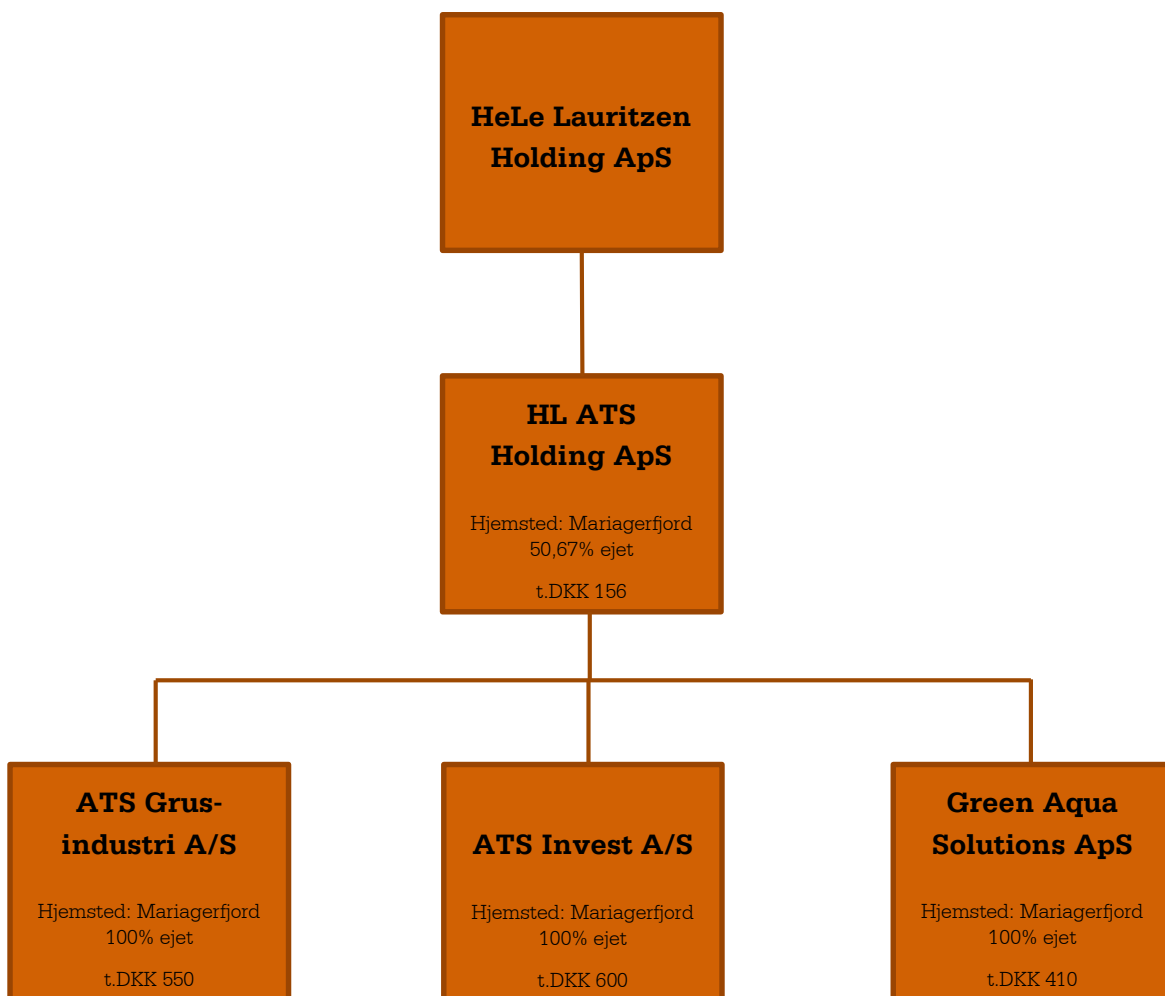 HeLe Lauritzen
Holding ApS
HL ATS
Holding ApS
Hjemsted: Mariagerfjord
50,67% ejet
t.DKK 156
ATS Grus-
industri A/S
Hjemsted: Mariagerfjord
100% ejet
t.DKK 550
ATS Invest A/S
Hjemsted: Mariagerfjord
100% ejet
t.DKK 600
Green Aqua
Solutions ApS
Hjemsted: Mariagerfjord
100% ejet
t.DKK 410